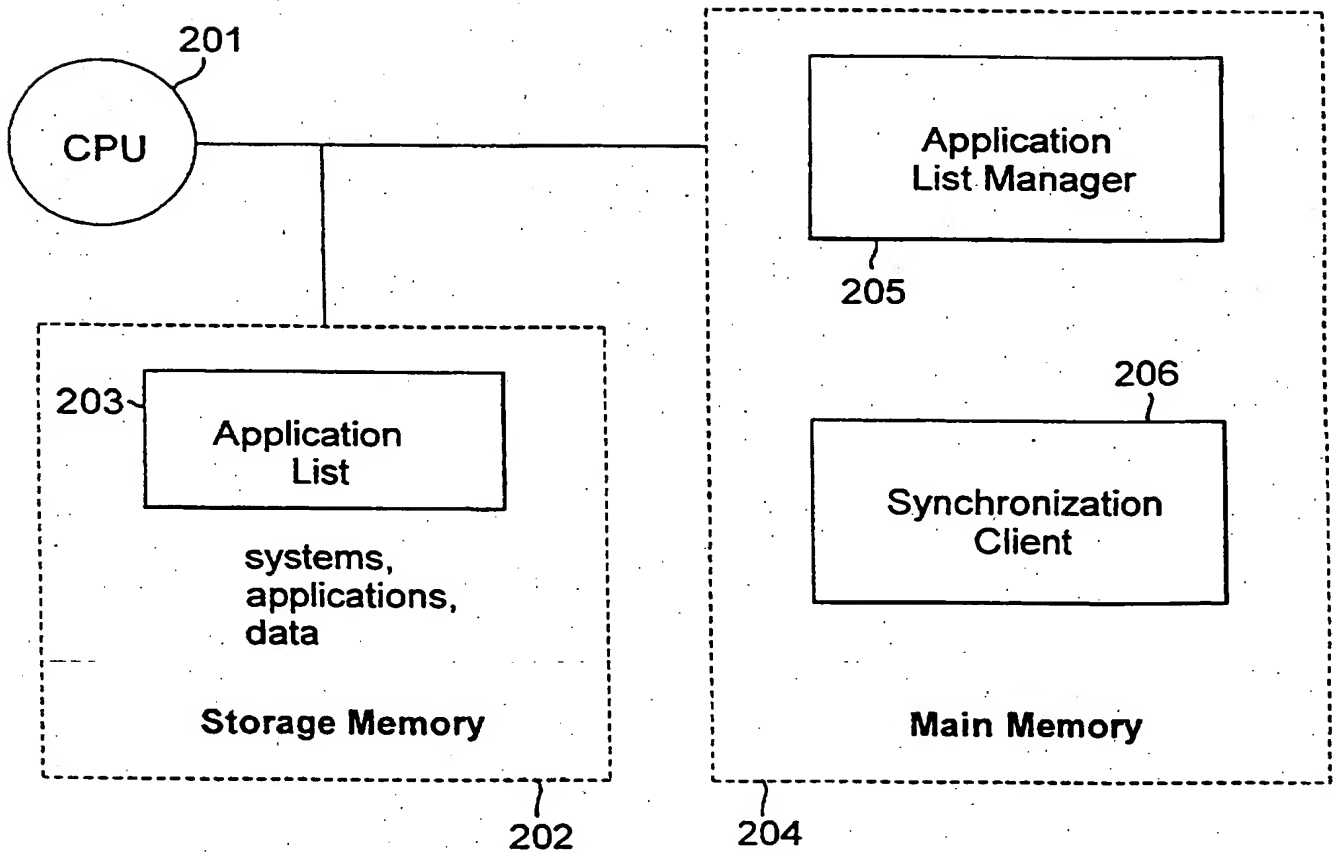 201
CPU
Application
List Manager
205
203
Application
List
systems,
applications,
data
Storage Memory
202
206
Synchronization
Client
Main Memory
204